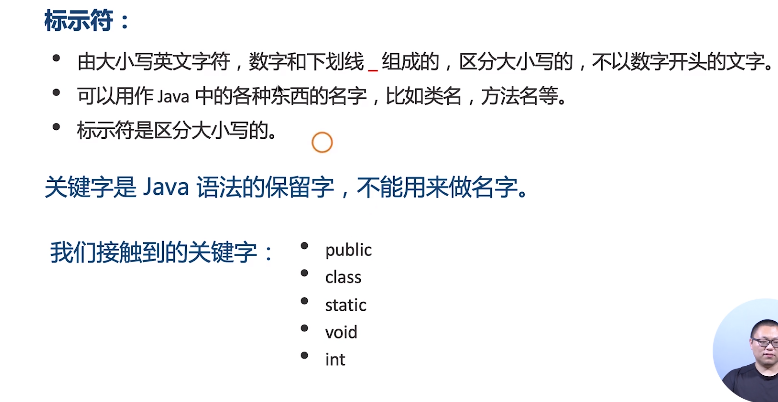 标示符：
• 由大小写英文字符，数字和下划线 _ 组成的，区分大小写的，不以数字开头的文字。
• 可以用作 Java 中的各种东西的名字，比如类名，方法名等。
• 标示符是区分大小写的。
关键字是 Java 语法的保留字，不能用来做名字。
我们接触到的关键字：
• public
• class
• static
• void
• int